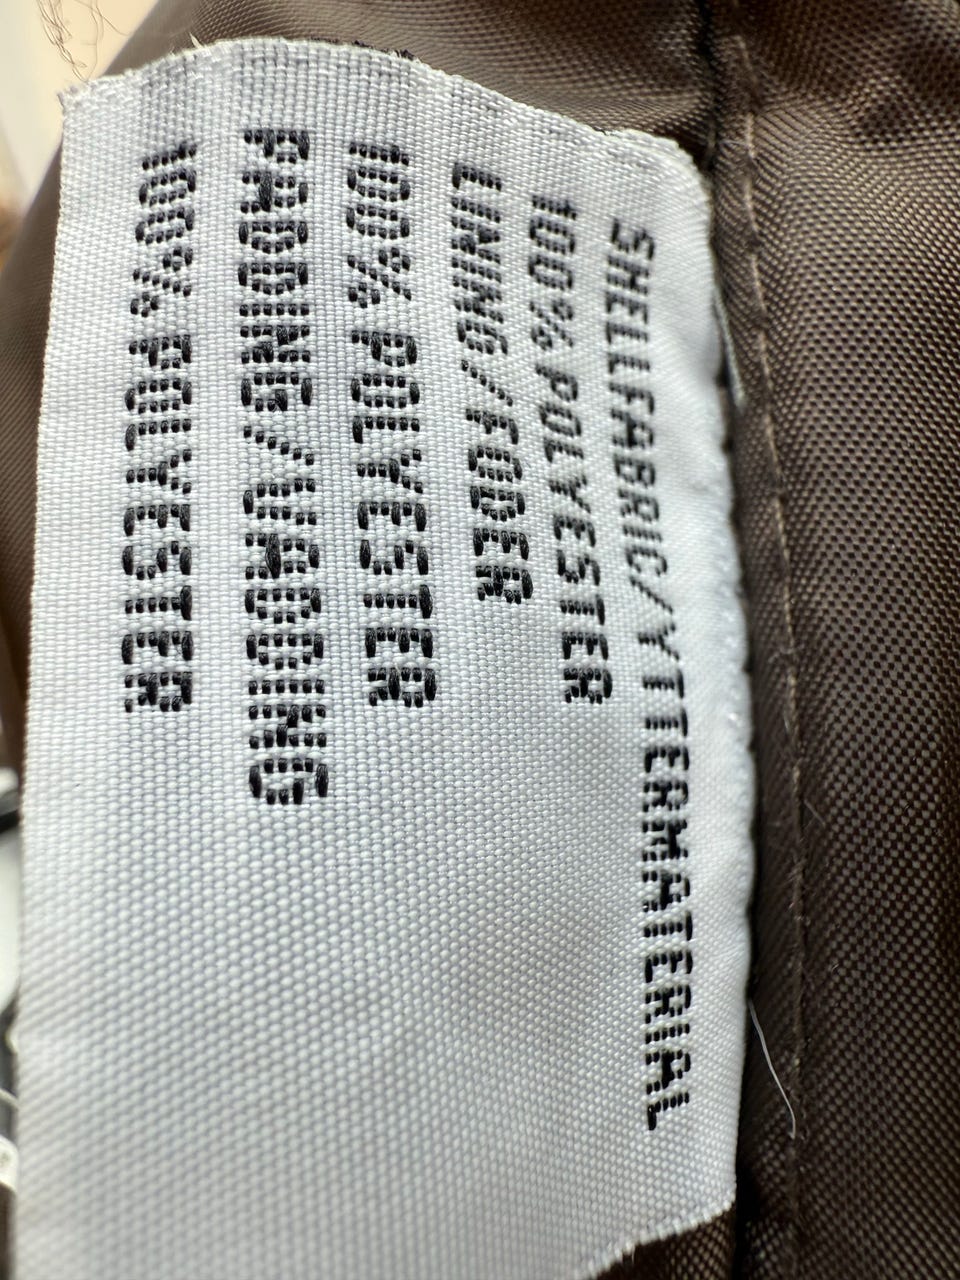 SHELLFABRIC/YTTERMATERIAL
100% POLYESTER
LINING/FODER
100% POLYESTER
PADDING/VADDING
100% POLYESTER